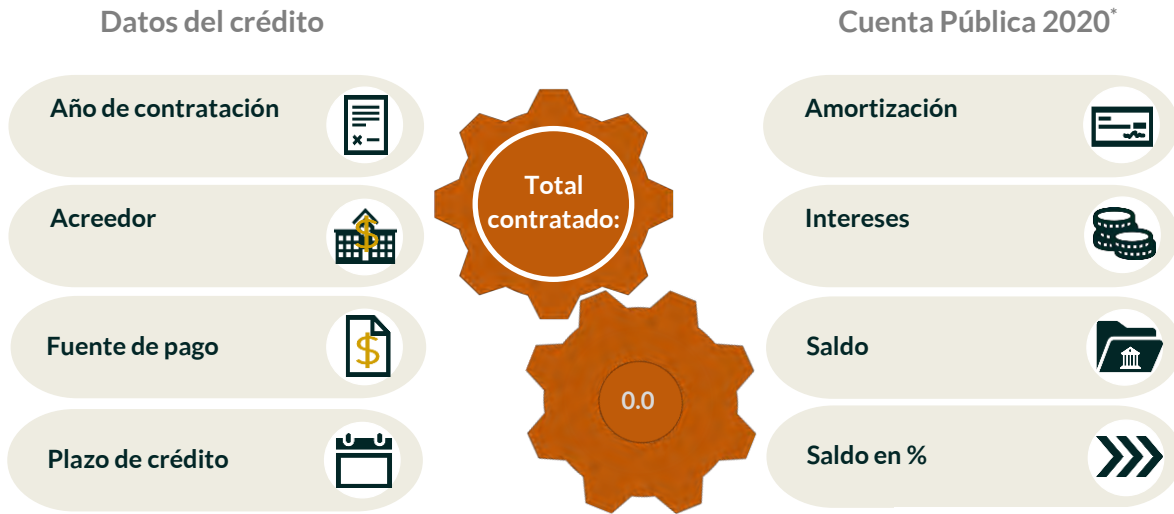 Datos del crédito
Año de contratación
Acreedor
Fuente de pago
Plazo de crédito
Total
contratado:
0.0
Cuenta Pública 2020*
Amortización
Intereses
Saldo
Saldo en %